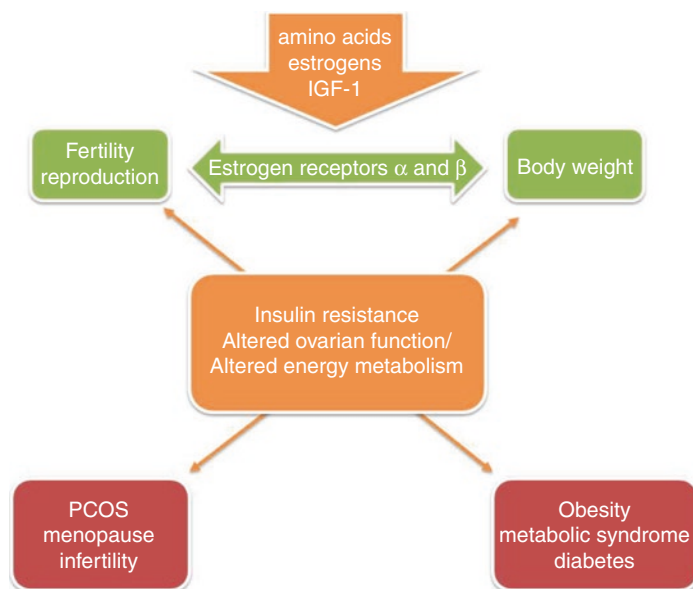 amino acids
estrogens
IGF-1
Fertility
reproduction
Estrogen receptors α and β
Body weight
Insulin resistance
Altered ovarian function/
Altered energy metabolism
PCOS
menopause
infertility
Obesity
metabolic syndrome
diabetes